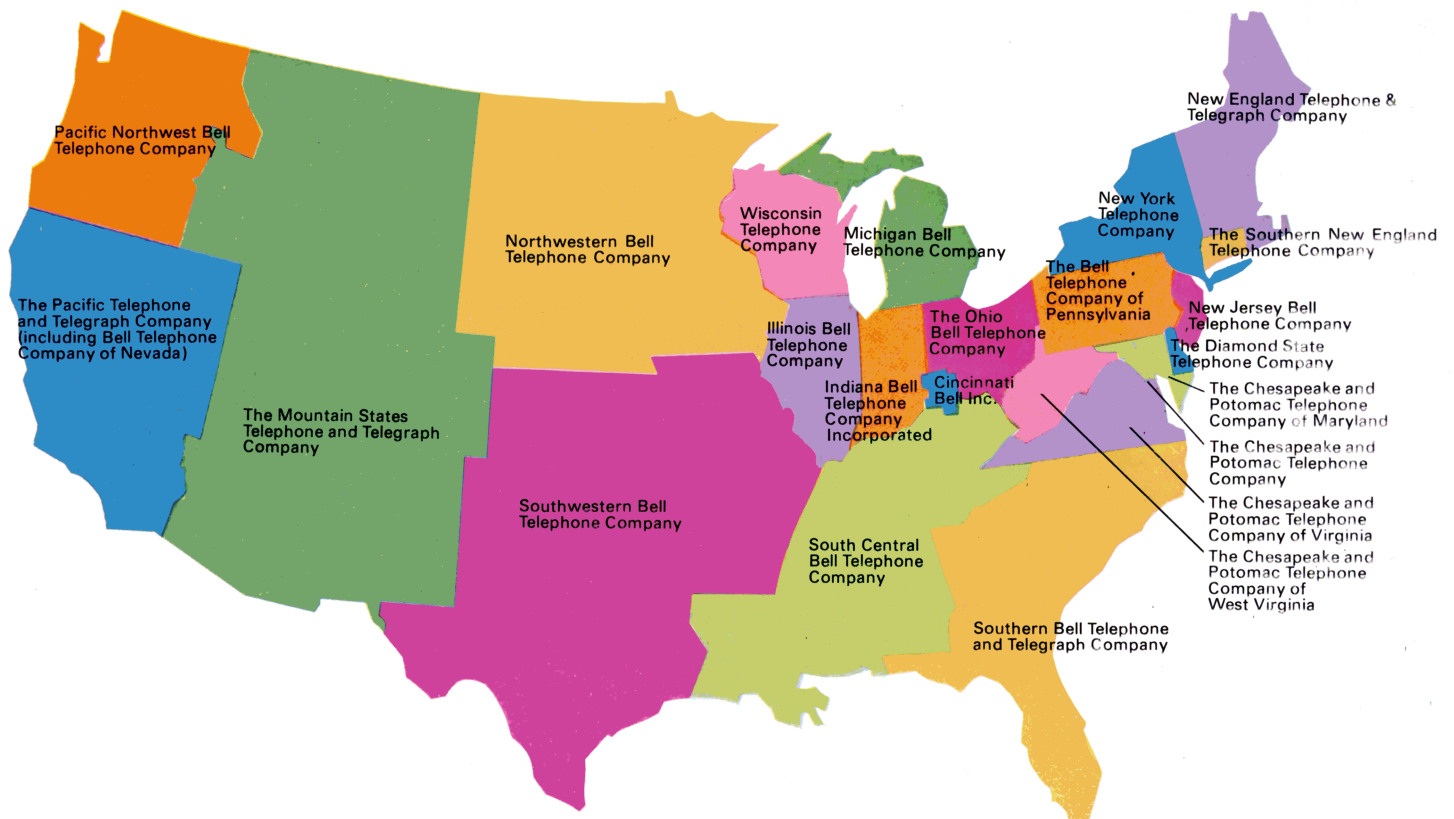 Pacific Northwest Bell
Telephone Company
The Pacific Telephone
and Telegraph Company
(including Bell Telephone
Company of Nevada)
The Mountain States
Telephone and Telegraph
Company
Northwestern Bell
Telephone Company
Southwestern Bell
Telephone Company
Wisconsin
Telephone
Company
Michigan Bell
Telephone Company
Illinois Bell
Telephone
Company
Indiana Bell
Telephone
Company
Incorporated
The Ohio
Bell Telephone
Company
Cincinnati
Bell Inc.
South Central
Bell Telephone
Company
Southern Bell Telephone
and Telegraph Company
The Bell
Telephone
Company of
Pennsylvania
New York
Telephone
Company
New England Telephone &
Telegraph Company
The Southern New England
Telephone Company
New Jersey Bell
Telephone Company
The Diamond State
Telephone Company
The Chesapeake and
Potomac Telephone
Company of Maryland
The Chesapeake and
Potomac Telephone
Company
The Chesapeake and
Potomac Telephone
Company of Virginia
The Chesapeake and
Potomac Telephone
Company of
West Virginia